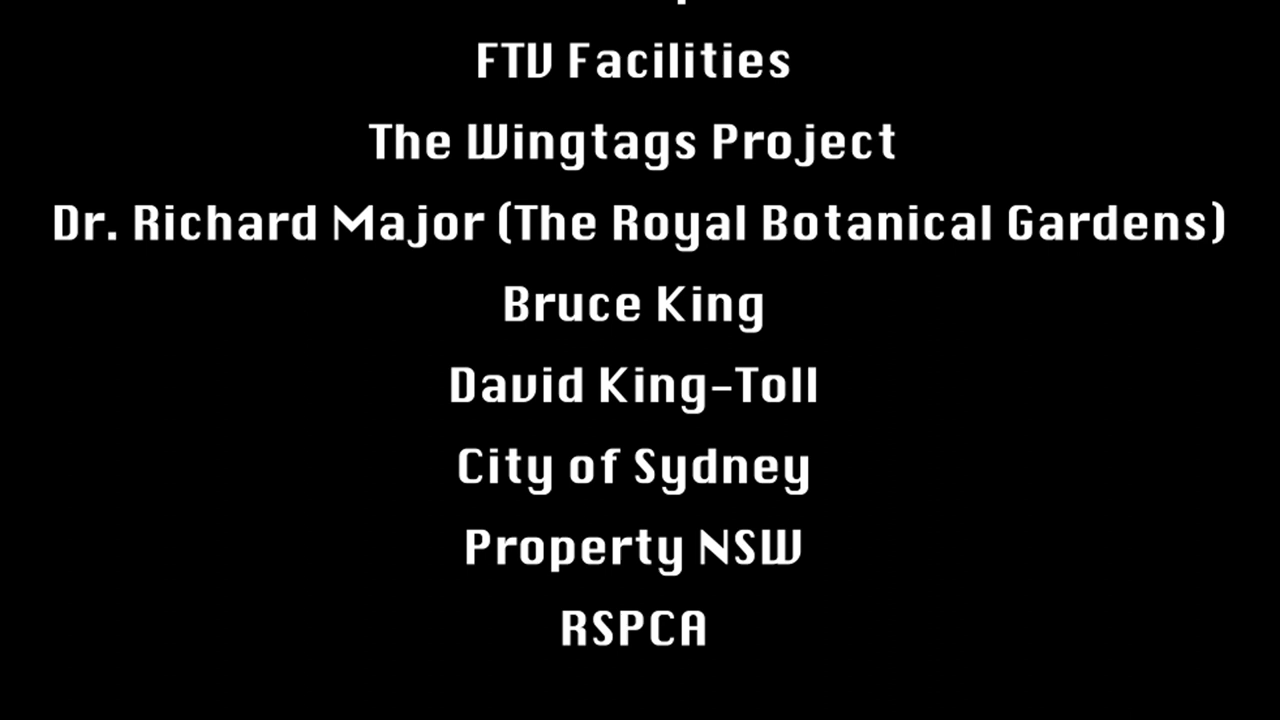 FTV Facilities
The Wingtags Project
Dr. Richard Major (The Royal Botanical Gardens)
Bruce King
David King-Toll
City of Sydney
Property NSW
RSPCA